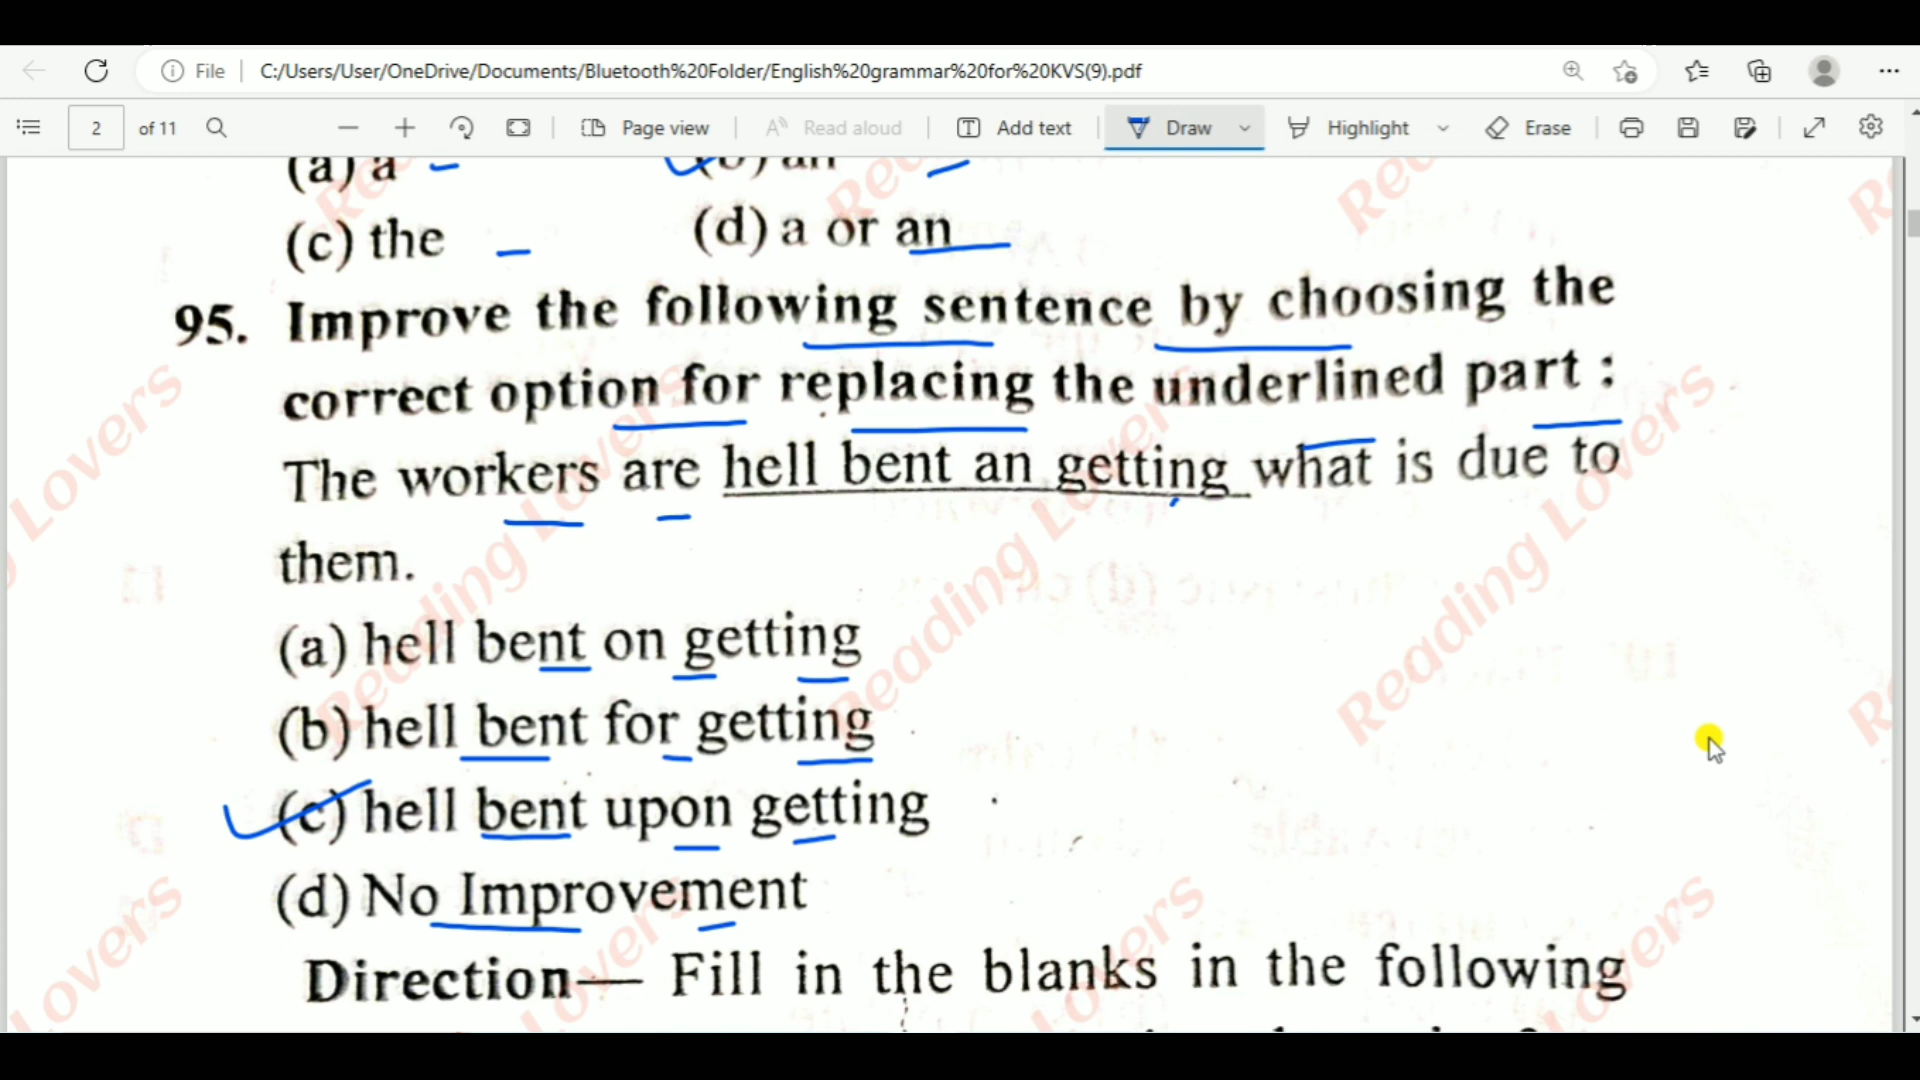 File
C:/Users/User/OneDrive/Documents/Bluetooth%20Folder/English%20grammar%20for%20KVS(9).pdf
2 of 11 Page view Read aloud Add text Draw Highlight Erase
(a) a (b) an
(c) the (d) a or an
95. Improve the following sentence by choosing the
correct option for replacing the underlined part :
The workers are hell bent an getting what is due to
them.
(a) hell bent on getting
(b) hell bent for getting
(c) hell bent upon getting
(d) No Improvement
Direction— Fill in the blanks in the following
Reading Lovers